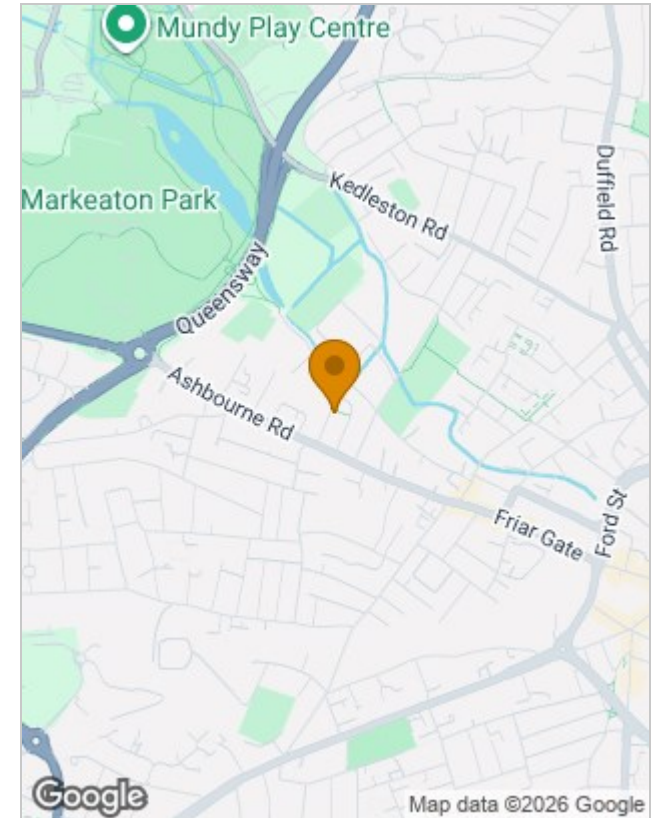 Mundy Play Centre
Duffield Rd
Kedleston Rd
Markeaton Park
Queensway
Ashbourne Rd
Ford St
Friar Gate
Google
Map data ©2026 Google